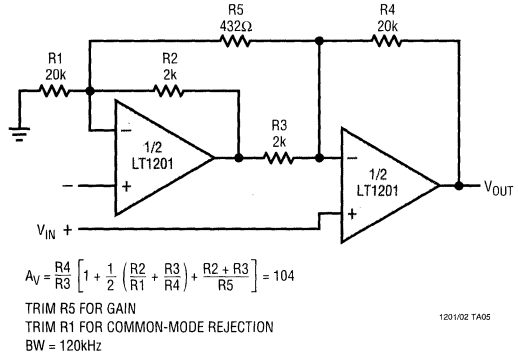 R5
432Ω
R4
20k
R1
20k
R2
2k
−
1/2
LT1201
+
−
R3
2k
−
1/2
LT1201
+
VOUT
VIN +
AV = R4/R3 [1 + 1/2 (R2/R1 + R3/R4) + R2 + R3/R5] = 104
TRIM R5 FOR GAIN
TRIM R1 FOR COMMON-MODE REJECTION
BW = 120kHz
1201/02 TA05